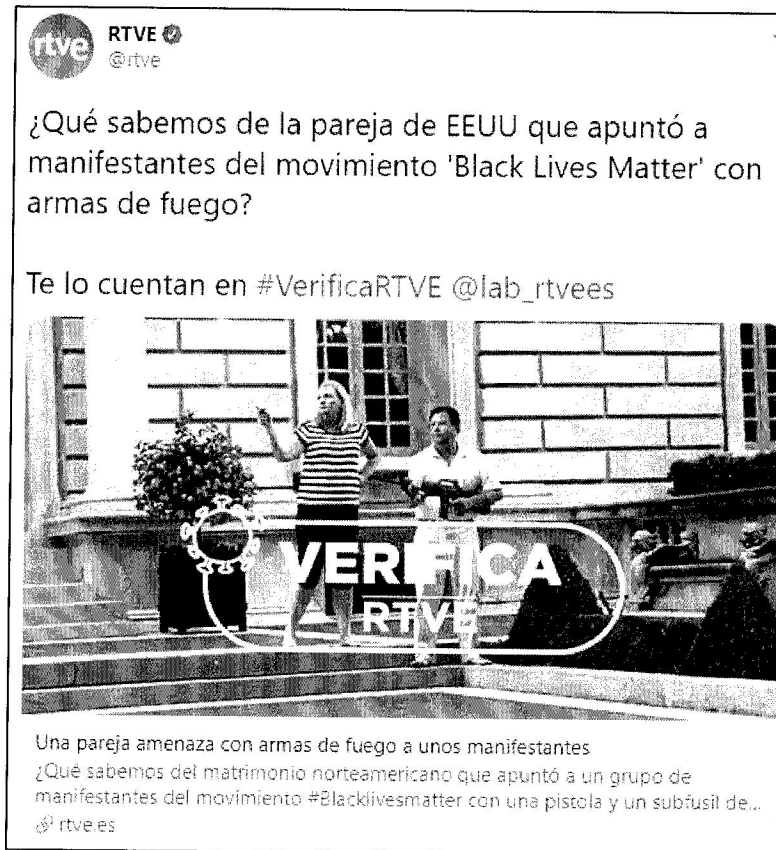 rtve
RTVE
@rtve
¿Qué sabemos de la pareja de EEUU que apuntó a
manifestantes del movimiento 'Black Lives Matter' con
armas de fuego?
Te lo cuentan en #VerificaRTVE @lab_rtvees
VERIFICA
RTVE
Una pareja amenaza con armas de fuego a unos manifestantes
¿Qué sabemos del matrimonio norteamericano que apuntó a un grupo de
manifestantes del movimiento #Blacklivesmatter con una pistola y un subfusil de...
rtve.es